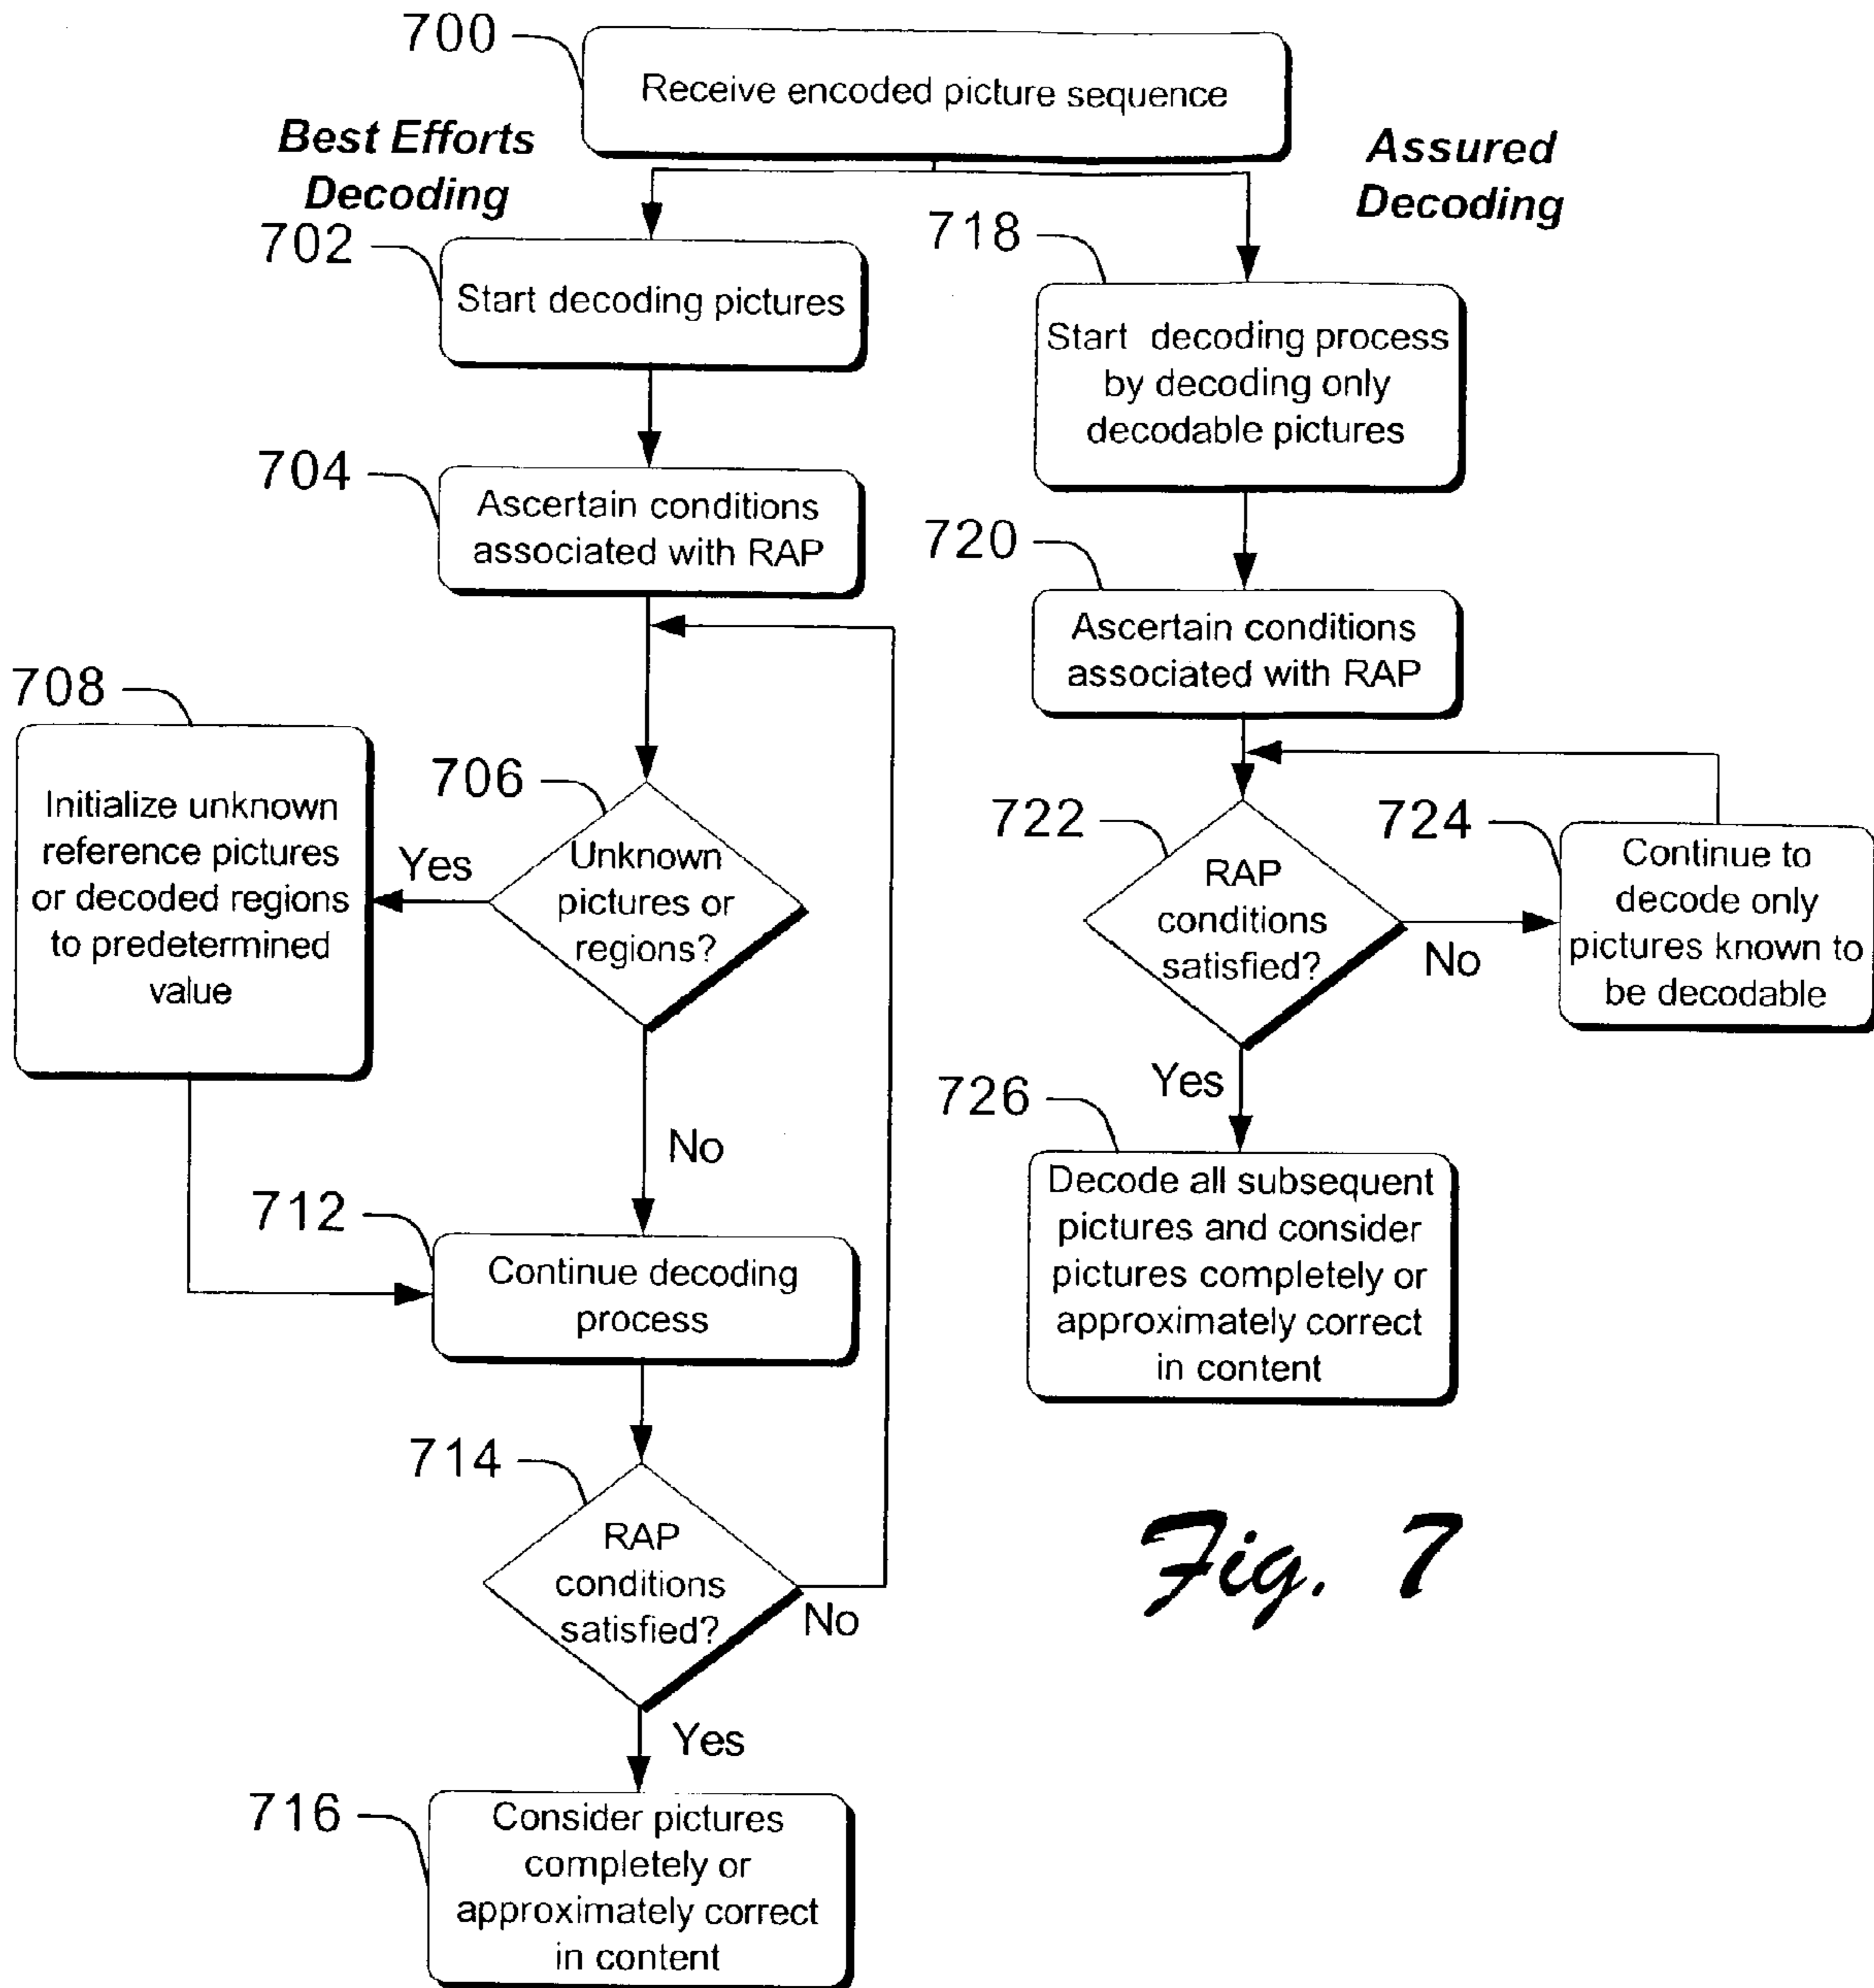 700
Receive encoded picture sequence
Best Efforts
Decoding
Assured
Decoding
702
Start decoding pictures
704
Ascertain conditions
associated with RAP
706
Unknown
pictures or
regions?
Yes
No
708
Initialize unknown
reference pictures
or decoded regions
to predetermined
value
712
Continue decoding
process
714
RAP
conditions
satisfied?
No
Yes
716
Consider pictures
completely or
approximately correct
in content
718
Start decoding process
by decoding only
decodable pictures
720
Ascertain conditions
associated with RAP
722
RAP
conditions
satisfied?
No
Yes
724
Continue to
decode only
pictures known to
be decodable
726
Decode all subsequent
pictures and consider
pictures completely or
approximately correct
in content
Fig. 7